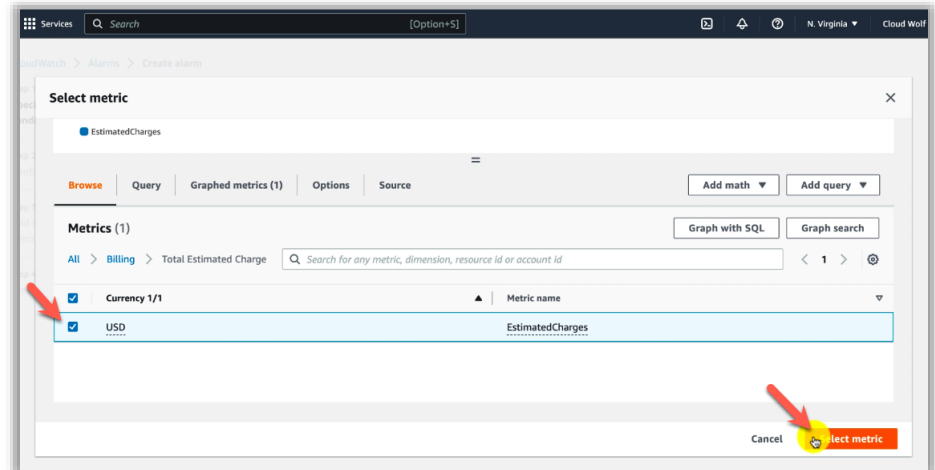 Services Search [Option+S] N. Virginia Cloud Wolf
CloudWatch > Alarms > Create alarm
Select metric
EstimatedCharges
Browse Query Graphed metrics (1) Options Source Add math Add query
Metrics (1) Graph with SQL Graph search
All > Billing > Total Estimated Charge Search for any metric, dimension, resource id or account id < 1 >
Currency 1/1 Metric name
USD EstimatedCharges
Cancel Select metric